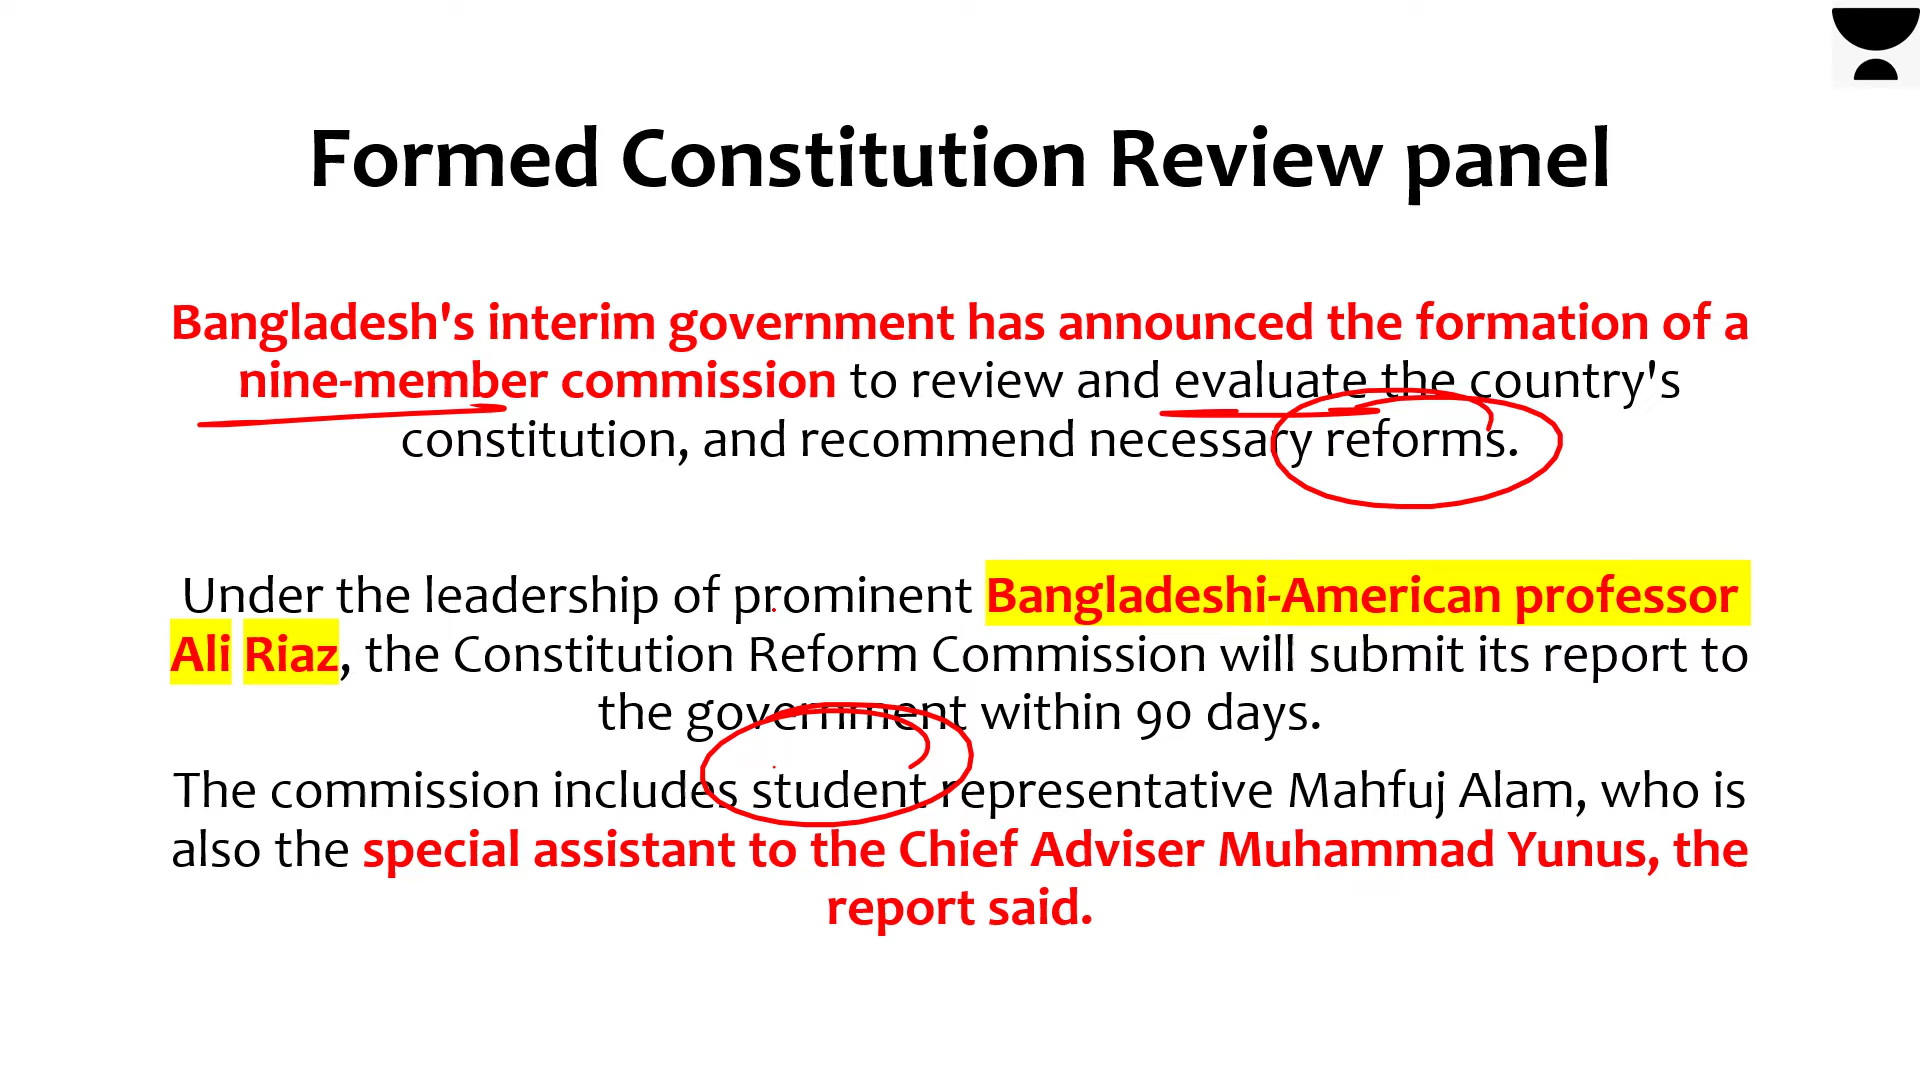 Formed Constitution Review panel
Bangladesh's interim government has announced the formation of a
nine-member commission to review and evaluate the country's
constitution, and recommend necessary reforms.
Under the leadership of prominent Bangladeshi-American professor
Ali Riaz, the Constitution Reform Commission will submit its report to
the government within 90 days.
The commission includes student representative Mahfuj Alam, who is
also the special assistant to the Chief Adviser Muhammad Yunus, the
report said.